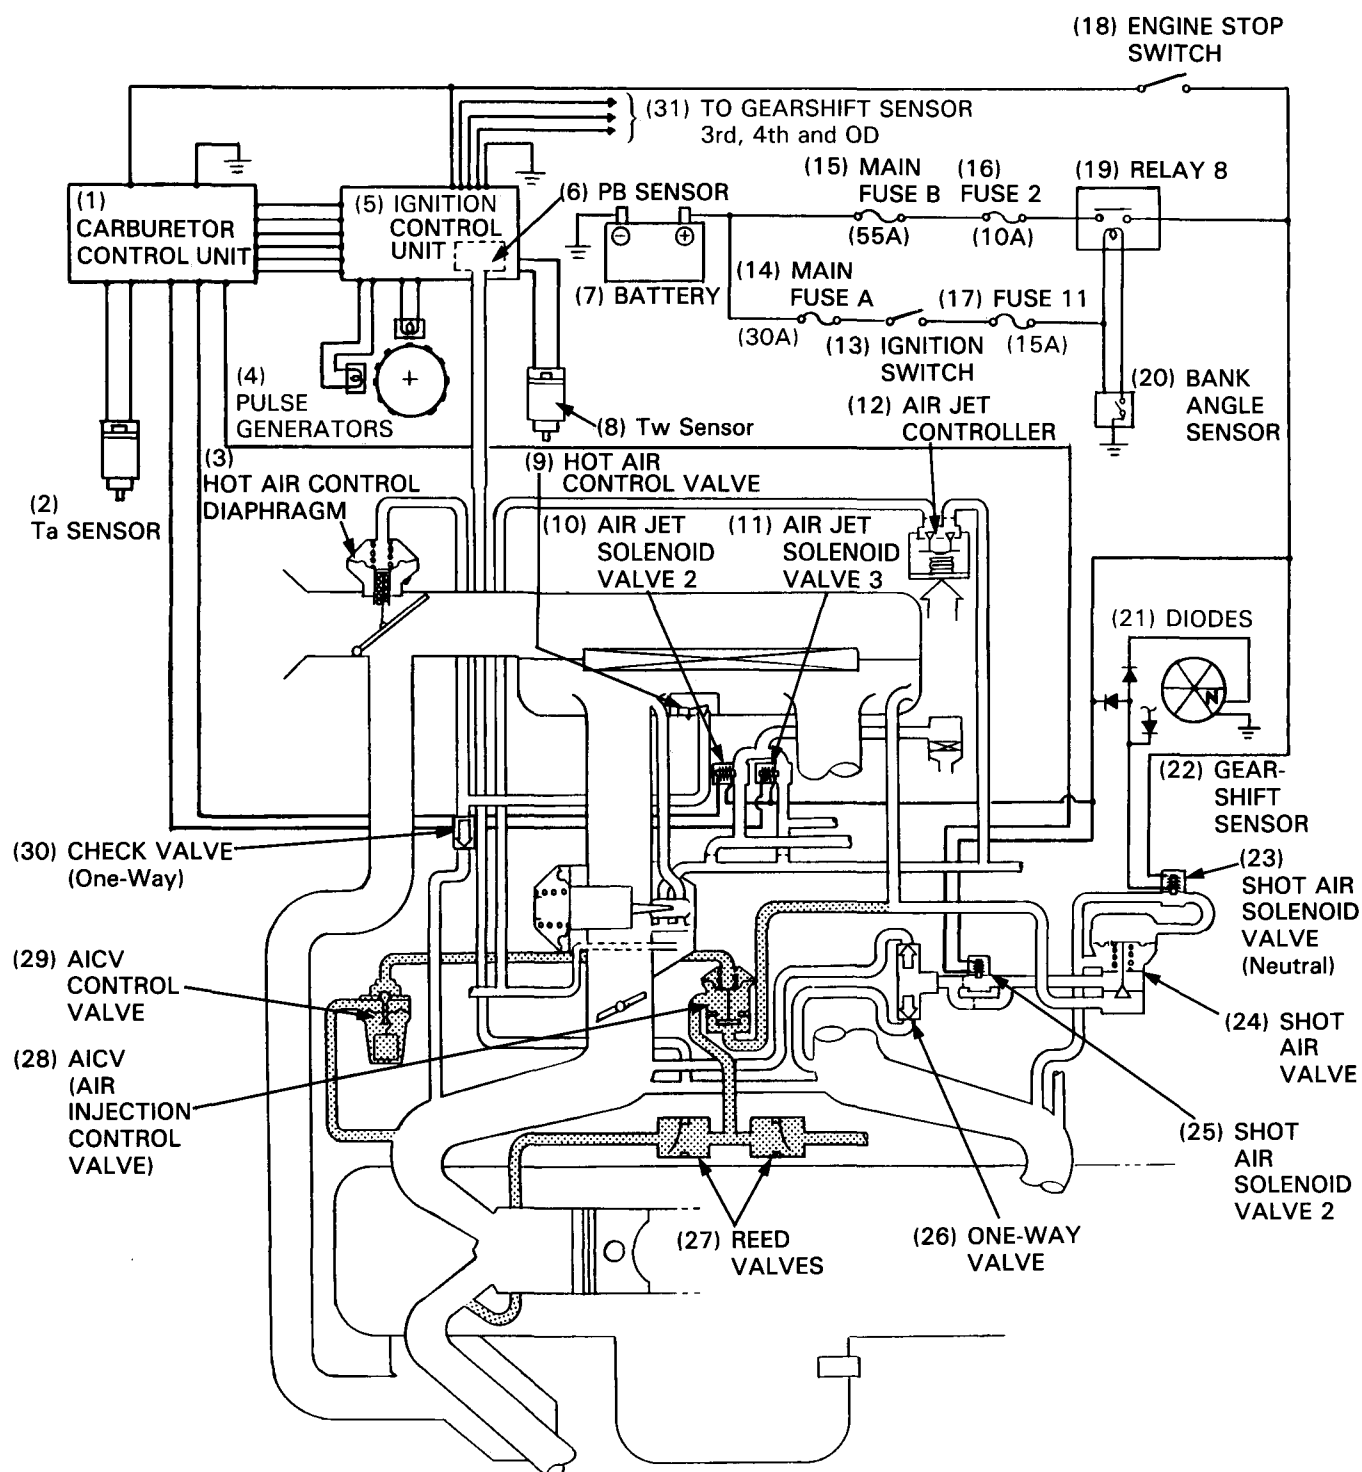 (18) ENGINE STOP
SWITCH
(31) TO GEARSHIFT SENSOR
3rd, 4th and OD
(1)
CARBURETOR
CONTROL UNIT
(5) IGNITION
CONTROL
UNIT
(6) PB SENSOR
(15) MAIN
FUSE B
(55A)
(16)
FUSE 2
(10A)
(19) RELAY 8
(7) BATTERY
(14) MAIN
FUSE A
(30A)
(13) IGNITION
SWITCH
(17) FUSE 11
(15A)
(20) BANK
ANGLE
SENSOR
(4)
PULSE
GENERATORS
(8) Tw Sensor
(12) AIR JET
CONTROLLER
(2)
Ta SENSOR
(3)
HOT AIR CONTROL
DIAPHRAGM
(9) HOT AIR
CONTROL VALVE
(10) AIR JET
SOLENOID
VALVE 2
(11) AIR JET
SOLENOID
VALVE 3
(21) DIODES
N
(22) GEAR-
SHIFT
SENSOR
(23)
SHOT AIR
SOLENOID
VALVE
(Neutral)
(30) CHECK VALVE
(One-Way)
(29) AICV
CONTROL
VALVE
(28) AICV
(AIR
INJECTION
CONTROL
VALVE)
(24) SHOT
AIR
VALVE
(25) SHOT
AIR
SOLENOID
VALVE 2
(26) ONE-WAY
VALVE
(27) REED
VALVES